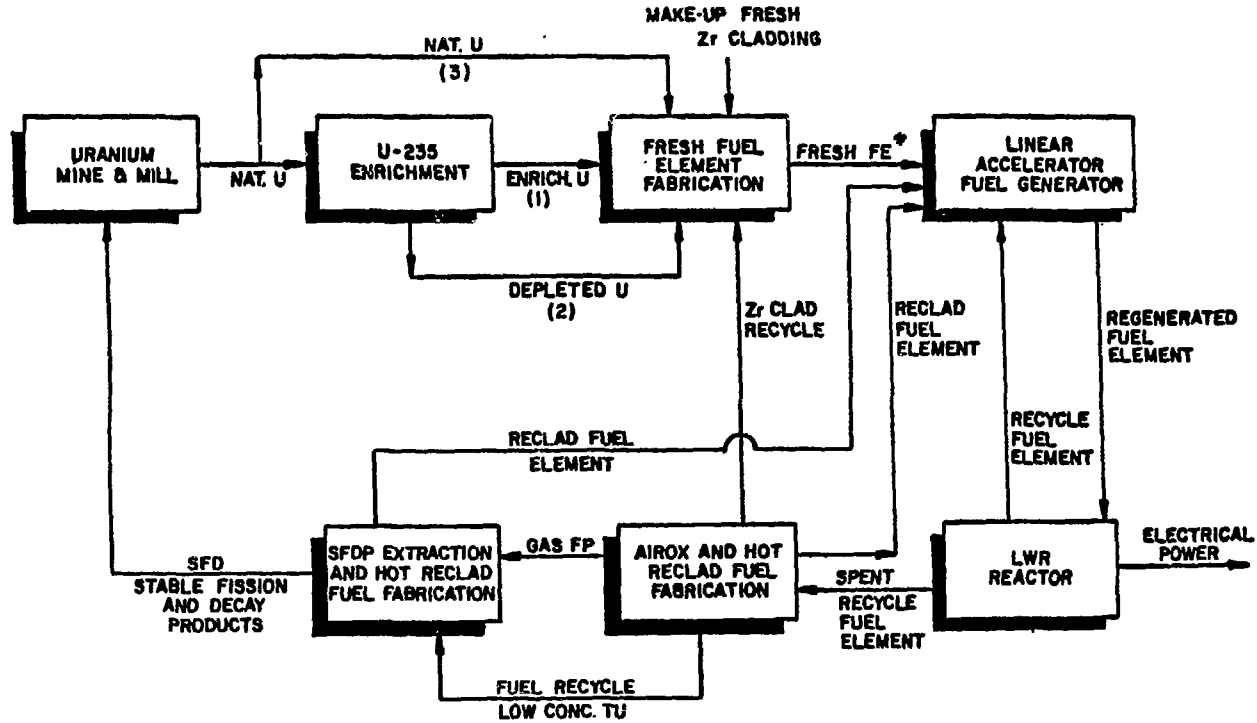 MAKE-UP FRESH
Zr CLADDING
NAT. U
(3)
URANIUM
MINE & MILL
NAT. U
U-235
ENRICHMENT
ENRICH. U
(1)
FRESH FUEL
ELEMENT
FABRICATION
FRESH FE*
LINEAR
ACCELERATOR
FUEL GENERATOR
DEPLETED U
(2)
Zr CLAD
RECYCLE
RECLAD
FUEL
ELEMENT
REGENERATED
FUEL
ELEMENT
RECYCLE
FUEL
ELEMENT
RECLAD FUEL
ELEMENT
SFD
STABLE FISSION
AND DECAY
PRODUCTS
SFDP EXTRACTION
AND HOT RECLAD
FUEL FABRICATION
GAS FP
AIROX AND HOT
RECLAD FUEL
FABRICATION
SPENT
RECYCLE
FUEL
ELEMENT
LWR
REACTOR
ELECTRICAL
POWER
FUEL RECYCLE
LOW CONC. TU